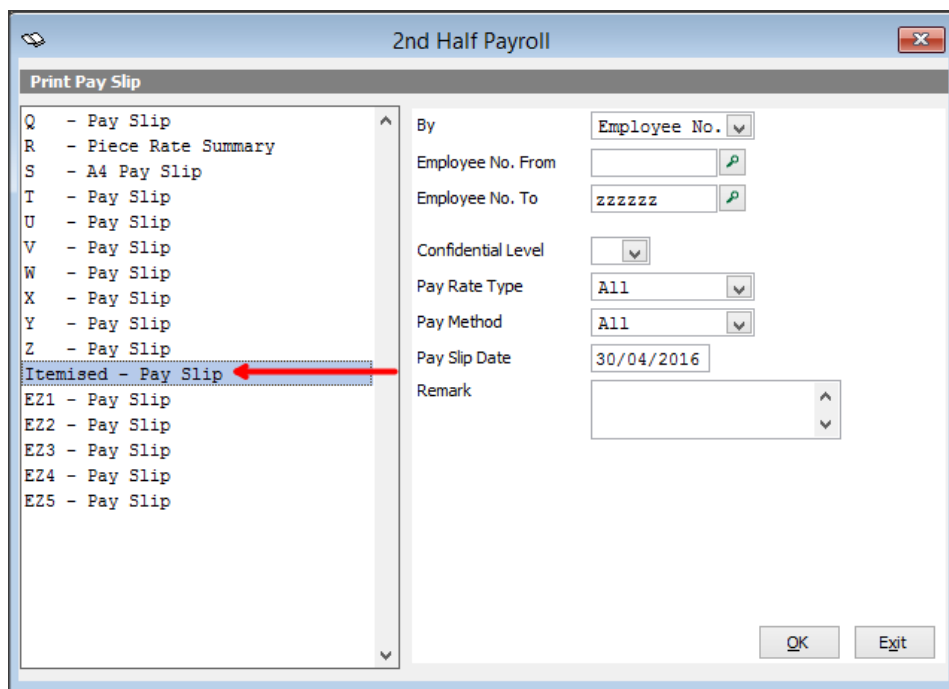 2nd Half Payroll
Print Pay Slip
Q - Pay Slip
R - Piece Rate Summary
S - A4 Pay Slip
T - Pay Slip
U - Pay Slip
V - Pay Slip
W - Pay Slip
X - Pay Slip
Y - Pay Slip
Z - Pay Slip
Itemised - Pay Slip
EZ1 - Pay Slip
EZ2 - Pay Slip
EZ3 - Pay Slip
EZ4 - Pay Slip
EZ5 - Pay Slip
By Employee No.
Employee No. From
Employee No. To zzzzzz
Confidential Level
Pay Rate Type All
Pay Method All
Pay Slip Date 30/04/2016
Remark
OK Exit